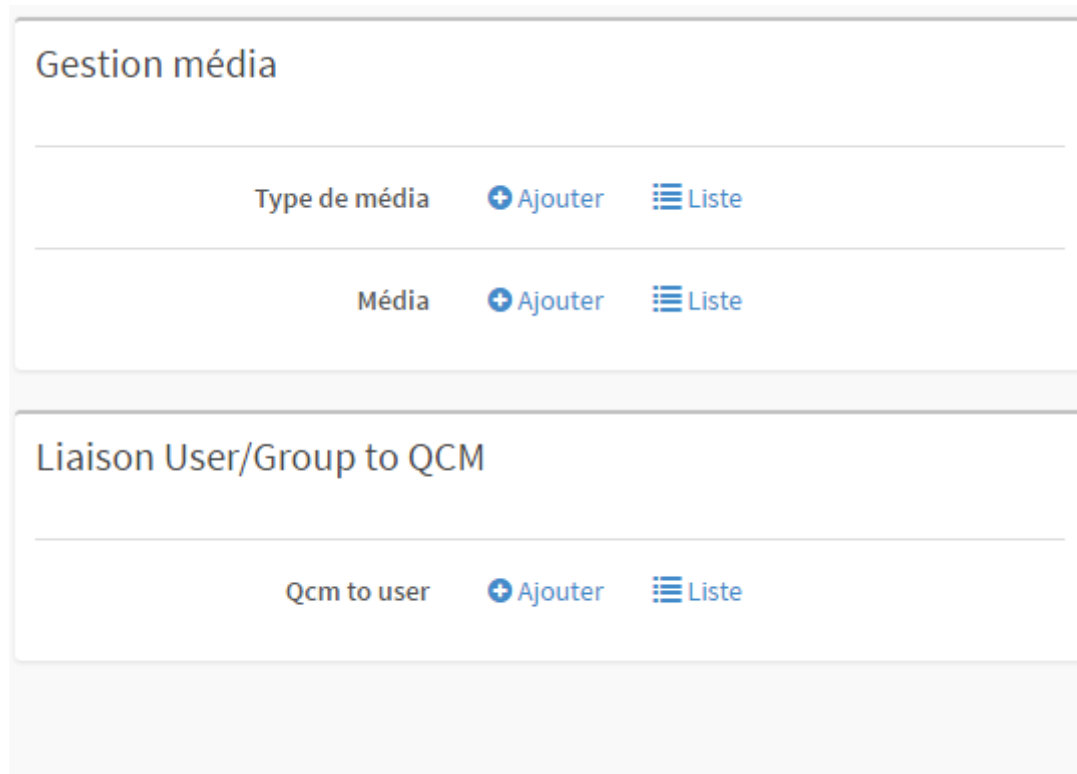 Gestion média
Type de média Ajouter Liste
Média Ajouter Liste
Liaison User/Group to QCM
Qcm to user Ajouter Liste